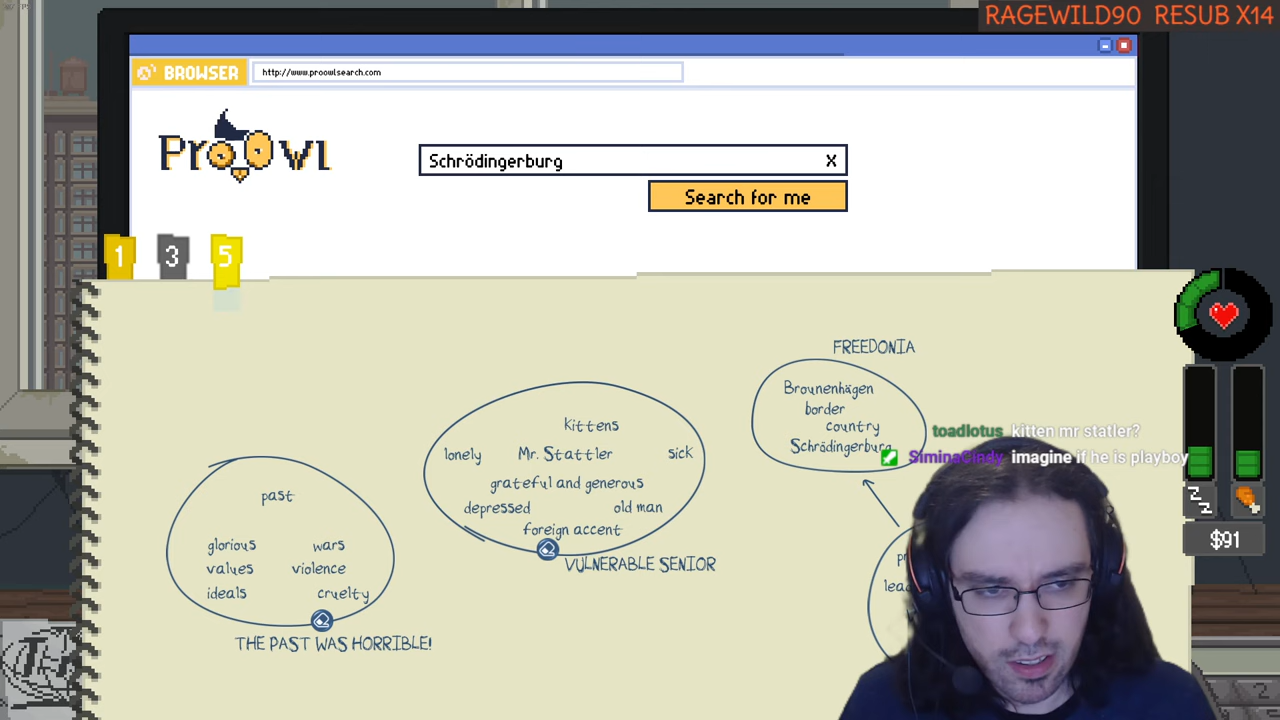 RAGEWILD90 RESUB X14
BROWSER
http://www.proowlsearch.com
PrOOwl
Schrödingerburg
X
Search for me
1 3 5
FREEDONIA
Brounenhägen
border
country
Schrödingerburg
toadlotus kitten mr statler?
SiminaCindy imagine if he is playboy
kittens
lonely Mr. Stattler sick
grateful and generous
depressed old man
foreign accent
VULNERABLE SENIOR
past
glorious wars
values violence
ideals cruelty
THE PAST WAS HORRIBLE!
$91